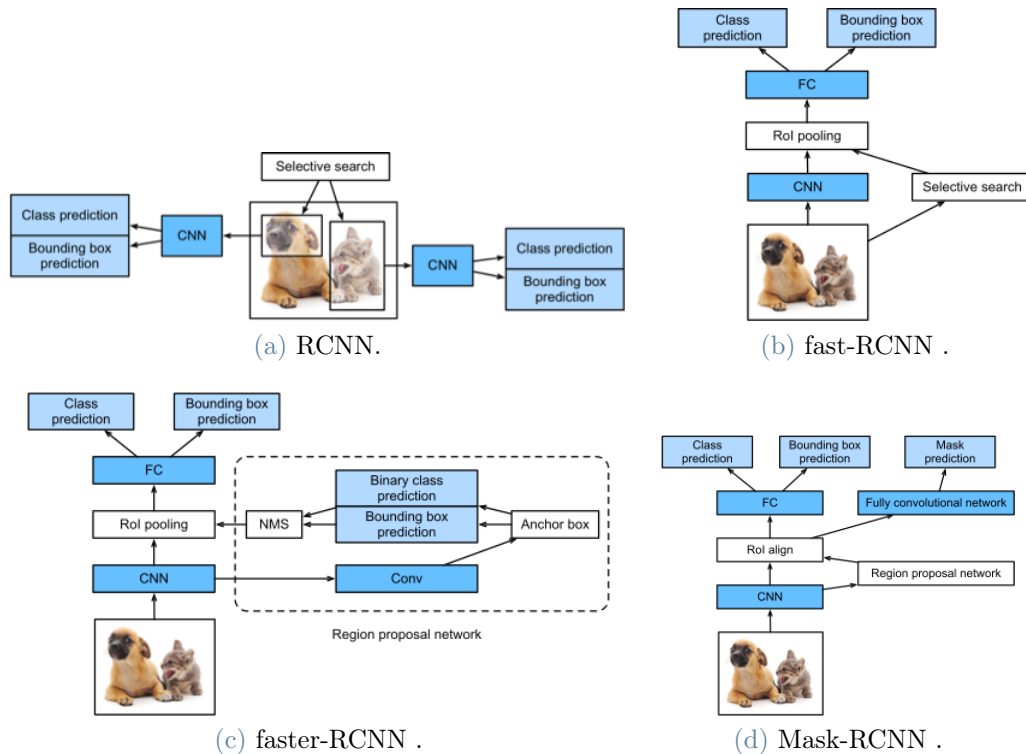 Selective search
Class prediction
Bounding box
prediction
CNN
CNN
Class prediction
Bounding box
prediction
(a) RCNN.
Class
prediction
Bounding box
prediction
FC
RoI pooling
CNN
Selective search
(b) fast-RCNN .
Class
prediction
Bounding box
prediction
FC
RoI pooling
CNN
NMS
Binary class
prediction
Bounding box
prediction
Anchor box
Conv
Region proposal network
(c) faster-RCNN .
Class
prediction
Bounding box
prediction
Mask
prediction
FC
Fully convolutional network
RoI align
Region proposal network
CNN
(d) Mask-RCNN .